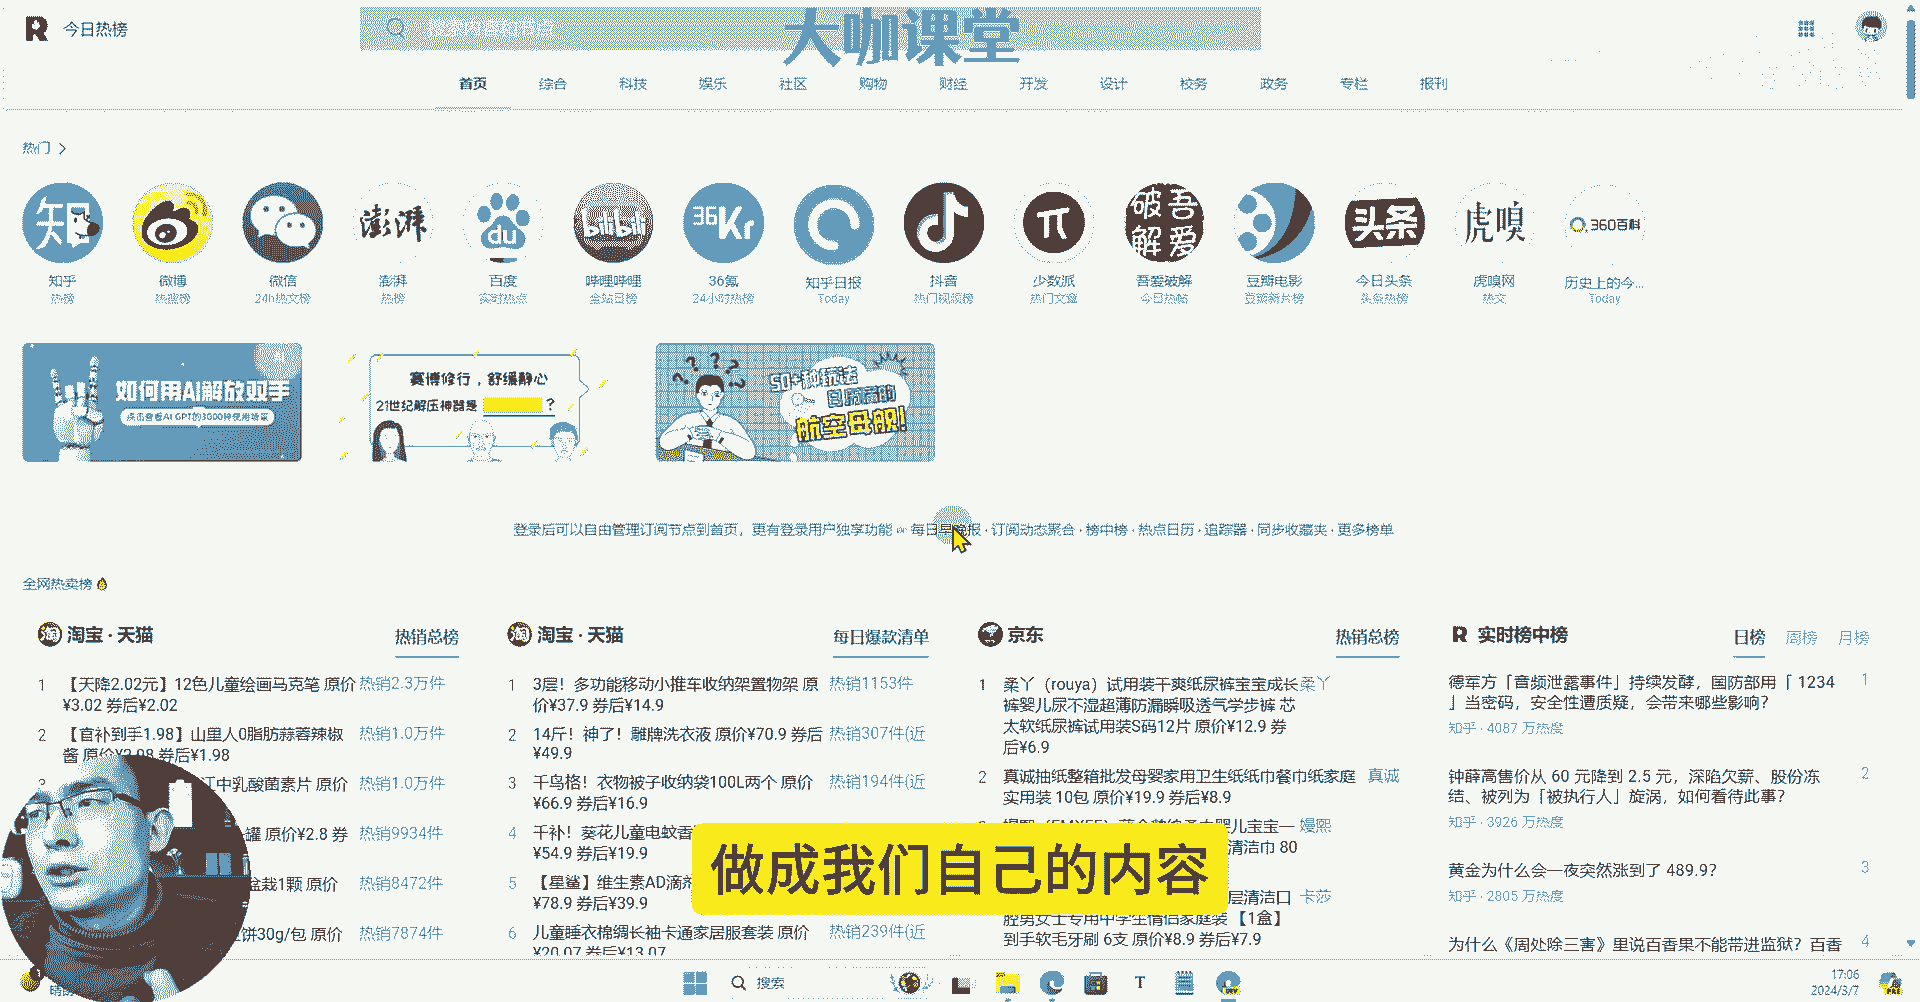 今日热榜
大咖课堂
首页 综合 科技 娱乐 社区 购物 财经 开发 设计 校务 政务 专栏 报刊
热门
知
澎湃
du
bilibili
36Kr
吾爱破解
头条
虎嗅
360百科
知乎 微博 微信 澎湃 百度 哔哩哔哩 36氪 知乎日报 抖音 少数派 吾爱破解 豆瓣电影 今日头条 虎嗅网 历史上的今...
热榜 热搜榜 24h热文榜 热榜 实时热点 全站日榜 24小时热榜 Today 热门视频榜 热门文章 今日热帖 豆瓣新片榜 头条热榜 热文 Today
如何用AI解放双手
点击查看AI GPT的3000种使用场景
赛博修行，舒缓静心
21世纪解压神器是 ？
50+种玩法
航空母舰!
登录后可以自由管理订阅节点到首页，更有登录用户独享功能 ∞ 每日早晚报 · 订阅动态聚合 · 榜中榜 · 热点日历 · 追踪器 · 同步收藏夹 · 更多榜单
全网热卖榜
淘宝 · 天猫 热销总榜
1 【天降2.02元】12色儿童绘画马克笔 原价 热销2.3万件
¥3.02 券后¥2.02
2 【官补到手1.98】山里人0脂肪蒜蓉辣椒 热销1.0万件
酱 原价¥2.98 券后¥1.98
江中乳酸菌素片 原价 热销1.0万件
罐 原价¥2.8 券 热销9934件
盆栽1颗 原价 热销8472件
饼30g/包 原价 热销7874件
淘宝 · 天猫 每日爆款清单
1 3层！多功能移动小推车收纳架置物架 原 热销1153件
价¥37.9 券后¥14.9
2 14斤！神了！雕牌洗衣液 原价¥70.9 券后 热销307件(近
¥49.9
3 千鸟格！衣物被子收纳袋100L两个 原价 热销194件(近
¥66.9 券后¥16.9
4 千补！葵花儿童电蚊香
¥54.9 券后¥19.9
5 【星鲨】维生素AD滴剂
¥78.9 券后¥39.9
6 儿童睡衣棉绸长袖卡通家居服套装 原价 热销239件(近
¥20.07 券后¥13.07
京东 热销总榜
1 柔丫（rouya）试用装干爽纸尿裤宝宝成长 柔丫
裤婴儿尿不湿超薄防漏瞬吸透气学步裤 芯
太软纸尿裤试用装S码12片 原价¥12.9 券
后¥6.9
2 真诚抽纸整箱批发母婴家用卫生纸纸巾餐巾纸家庭 真诚
实用装 10包 原价¥19.9 券后¥8.9
儿宝宝一 嫚熙
清洁巾 80
层清洁口 卡莎
腔男女士专用中学生情侣家庭装 【1盒】
到手软毛牙刷 6支 原价¥8.9 券后¥7.9
实时榜中榜 日榜 周榜 月榜
德军方「音频泄露事件」持续发酵，国防部用「 1234 1
」当密码，安全性遭质疑，会带来哪些影响？
知乎 · 4087 万热度
钟薛高售价从 60 元降到 2.5 元，深陷欠薪、股份冻 2
结、被列为「被执行人」旋涡，如何看待此事？
知乎 · 3926 万热度
黄金为什么会一夜突然涨到了 489.9？ 3
知乎 · 2805 万热度
为什么《周处除三害》里说百香果不能带进监狱？百香 4
做成我们自己的内容
搜索
17:06
2024/3/7